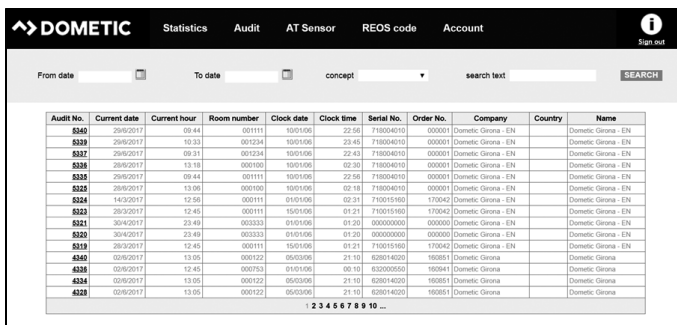 DOMETIC Statistics Audit AT Sensor REOS code Account i
Sign out
From date To date concept search text SEARCH
Audit No. Current date Current hour Room number Clock date Clock time Serial No. Order No. Company Country Name
5340 29/6/2017 09:44 001111 10/01/06 22:56 718004010 000001 Dometic Girona - EN Dometic Girona - EN
5339 29/6/2017 10:33 001234 10/01/06 23:45 718004010 000001 Dometic Girona - EN Dometic Girona - EN
5337 29/6/2017 09:31 001234 10/01/06 22:43 718004010 000001 Dometic Girona - EN Dometic Girona - EN
5336 28/6/2017 13:18 000100 10/01/06 02:30 718004010 000001 Dometic Girona - EN Dometic Girona - EN
5335 29/6/2017 09:44 001111 10/01/06 22:56 718004010 000001 Dometic Girona - EN Dometic Girona - EN
5325 28/6/2017 13:06 000100 10/01/06 02:18 718004010 000001 Dometic Girona - EN Dometic Girona - EN
5324 14/3/2017 12:56 000111 01/01/06 02:31 710015160 170042 Dometic Girona - EN Dometic Girona - EN
5323 28/3/2017 12:45 000111 15/01/06 01:21 710015160 170042 Dometic Girona - EN Dometic Girona - EN
5321 30/4/2017 23:49 003333 01/01/06 01:20 000000000 000000 Dometic Girona - EN Dometic Girona - EN
5320 30/4/2017 23:49 003333 01/01/06 01:20 000000000 000000 Dometic Girona - EN Dometic Girona - EN
5319 28/3/2017 12:45 000111 15/01/06 01:21 710015160 170042 Dometic Girona - EN Dometic Girona - EN
4340 02/6/2017 13:05 000122 05/03/06 21:10 628014020 160851 Dometic Girona Dometic Girona
4336 02/6/2017 12:45 000753 01/01/06 00:10 632000550 160941 Dometic Girona Dometic Girona
4334 02/6/2017 13:05 000122 05/03/06 21:10 628014020 160851 Dometic Girona Dometic Girona
4328 02/6/2017 13:05 000122 05/03/06 21:10 628014020 160851 Dometic Girona Dometic Girona
1 2 3 4 5 6 7 8 9 10 ...